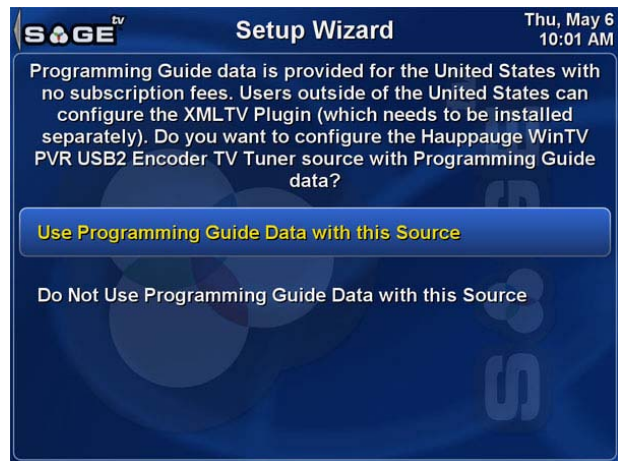 SAGE tv
Setup Wizard
Thu, May 6
10:01 AM
Programming Guide data is provided for the United States with
no subscription fees. Users outside of the United States can
configure the XMLTV Plugin (which needs to be installed
separately). Do you want to configure the Hauppauge WinTV
PVR USB2 Encoder TV Tuner source with Programming Guide
data?
Use Programming Guide Data with this Source
Do Not Use Programming Guide Data with this Source
SAGE